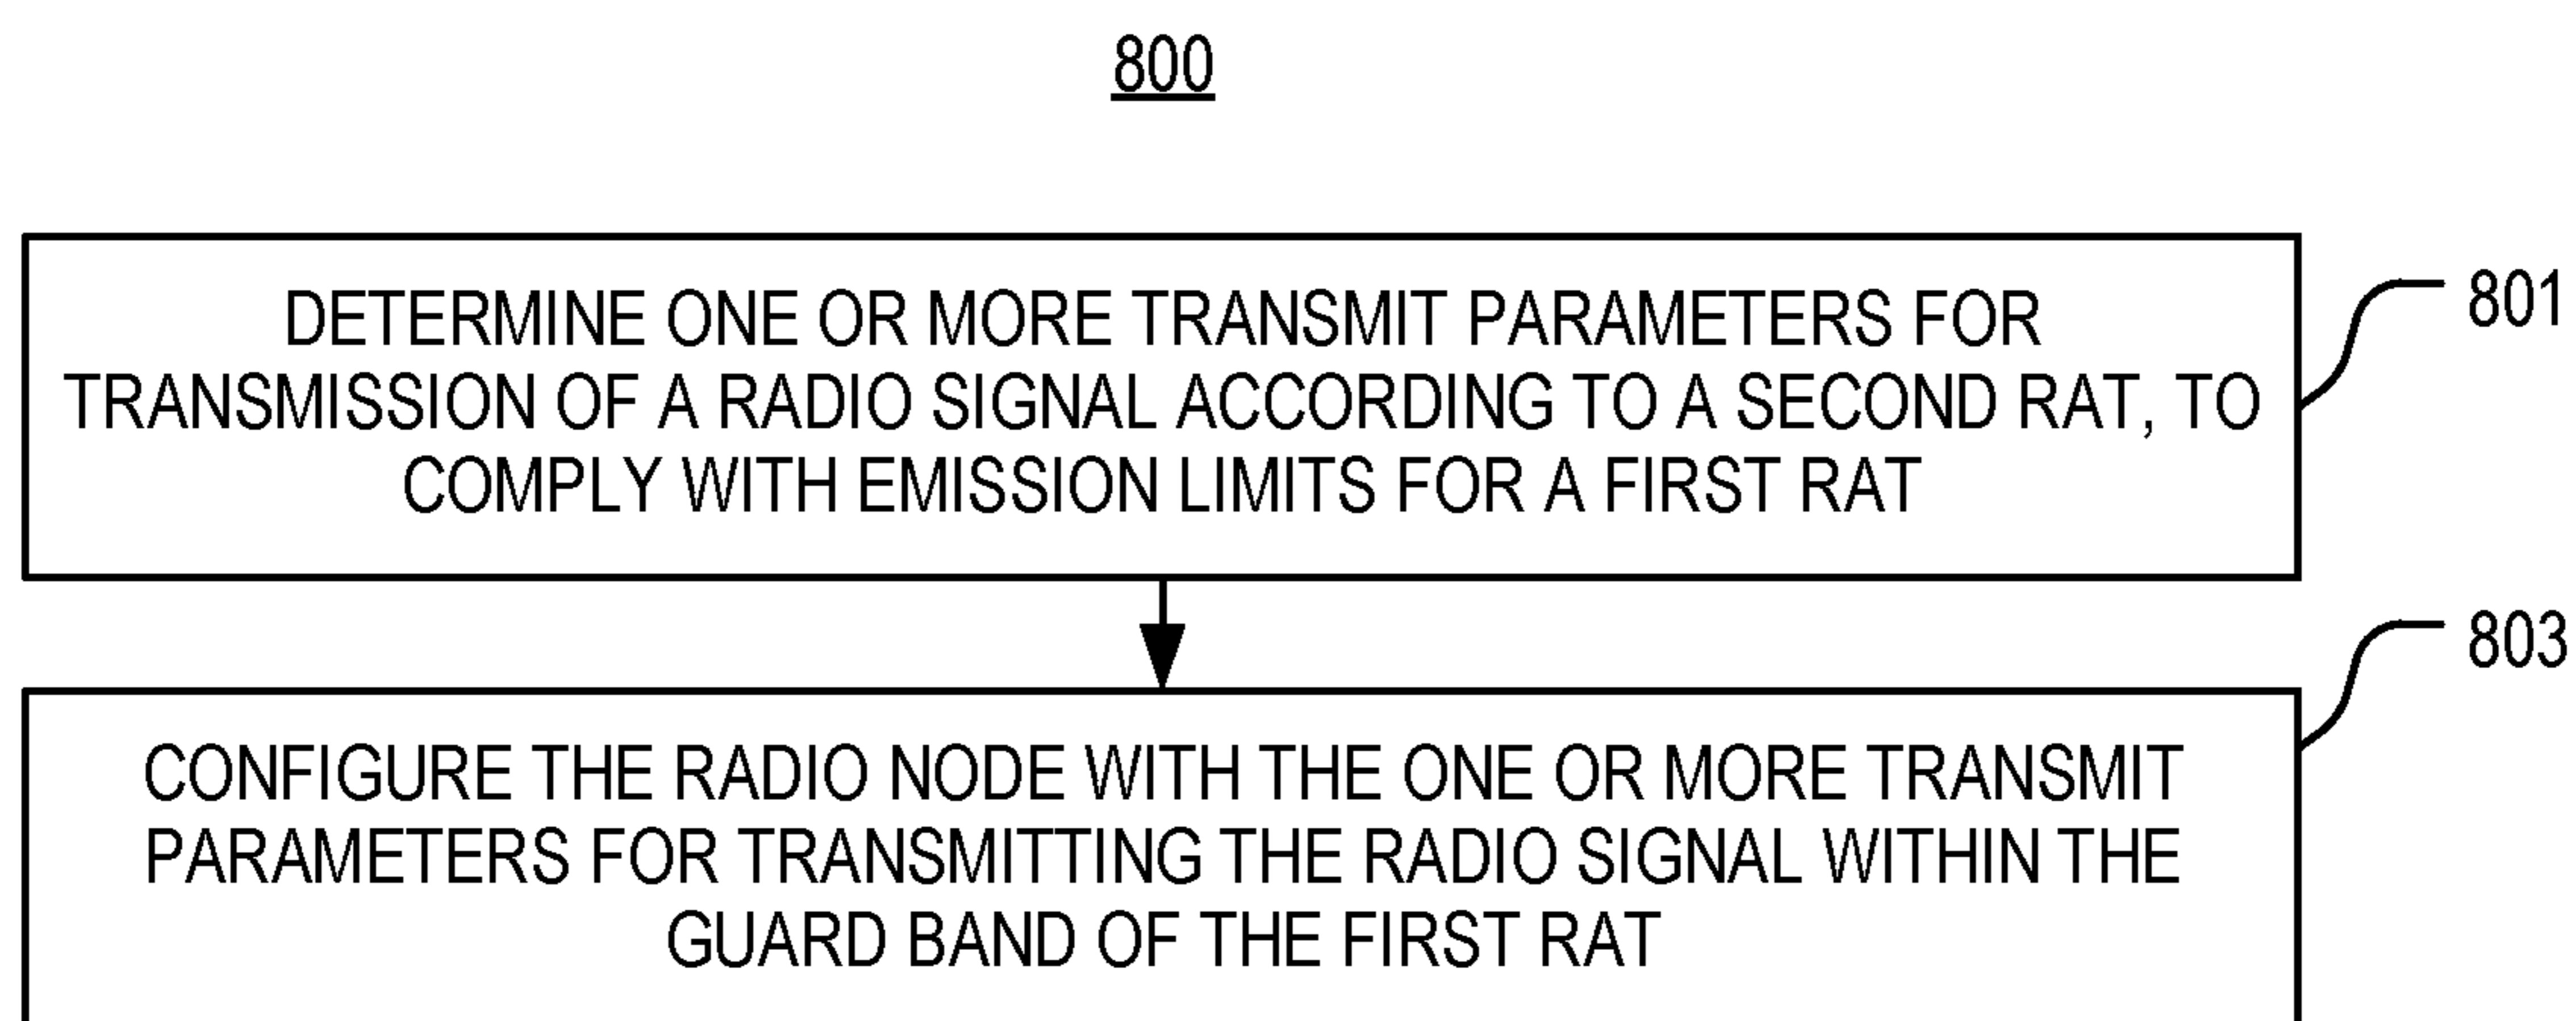 800
DETERMINE ONE OR MORE TRANSMIT PARAMETERS FOR
TRANSMISSION OF A RADIO SIGNAL ACCORDING TO A SECOND RAT, TO
COMPLY WITH EMISSION LIMITS FOR A FIRST RAT
801
CONFIGURE THE RADIO NODE WITH THE ONE OR MORE TRANSMIT
PARAMETERS FOR TRANSMITTING THE RADIO SIGNAL WITHIN THE
GUARD BAND OF THE FIRST RAT
803